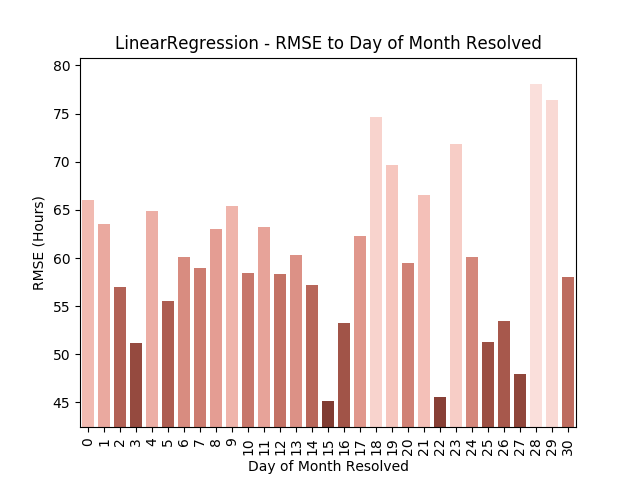 LinearRegression - RMSE to Day of Month Resolved
80
75
70
65
60
55
50
45
RMSE (Hours)
0 1 2 3 4 5 6 7 8 9 10 11 12 13 14 15 16 17 18 19 20 21 22 23 24 25 26 27 28 29 30
Day of Month Resolved